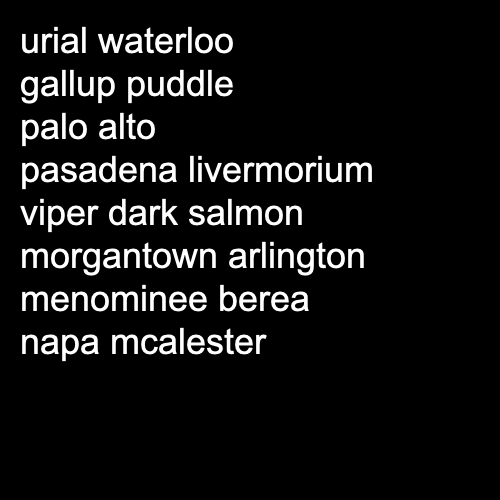 urial waterloo
gallup puddle
palo alto
pasadena livermorium
viper dark salmon
morgantown arlington
menominee berea
napa mcalester